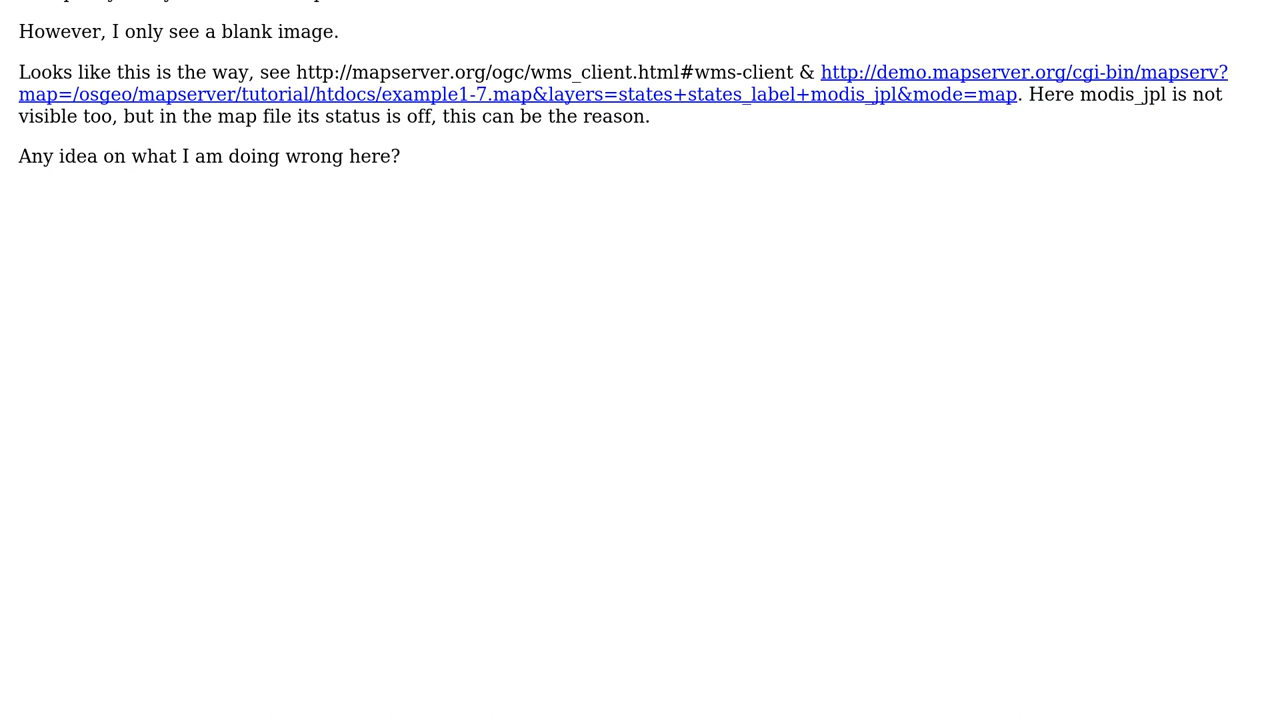 However, I only see a blank image.
Looks like this is the way, see http://mapserver.org/ogc/wms_client.html#wms-client & http://demo.mapserver.org/cgi-bin/mapserv?
map=/osgeo/mapserver/tutorial/htdocs/example1-7.map&layers=states+states_label+modis_jpl&mode=map. Here modis_jpl is not
visible too, but in the map file its status is off, this can be the reason.
Any idea on what I am doing wrong here?